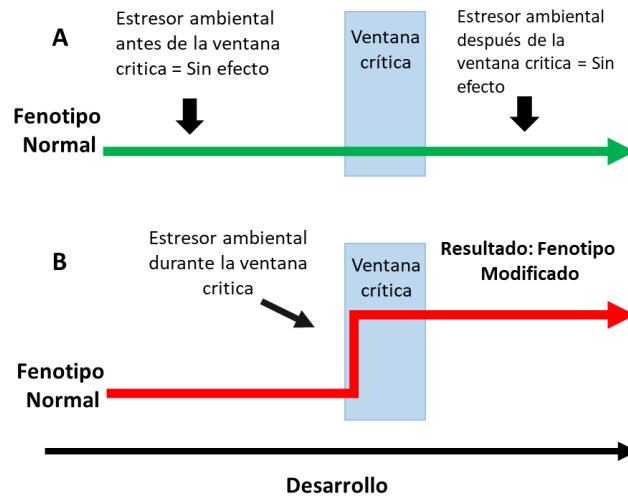 A
Estresor ambiental
antes de la ventana
critica = Sin efecto
Ventana
crítica
Estresor ambiental
después de la
ventana critica = Sin
efecto
Fenotipo
Normal
B
Estresor ambiental
durante la ventana
critica
Ventana
crítica
Resultado: Fenotipo
Modificado
Fenotipo
Normal
Desarrollo